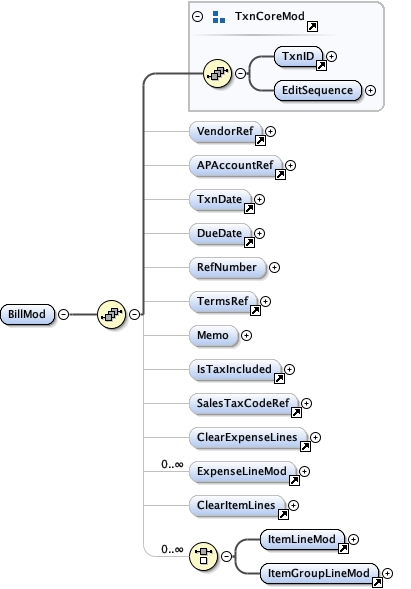 TxnCoreMod
TxnID
EditSequence
VendorRef
APAccountRef
TxnDate
DueDate
RefNumber
BillMod
TermsRef
Memo
IsTaxIncluded
SalesTaxCodeRef
ClearExpenseLines
0..∞
ExpenseLineMod
ClearItemLines
0..∞
ItemLineMod
ItemGroupLineMod